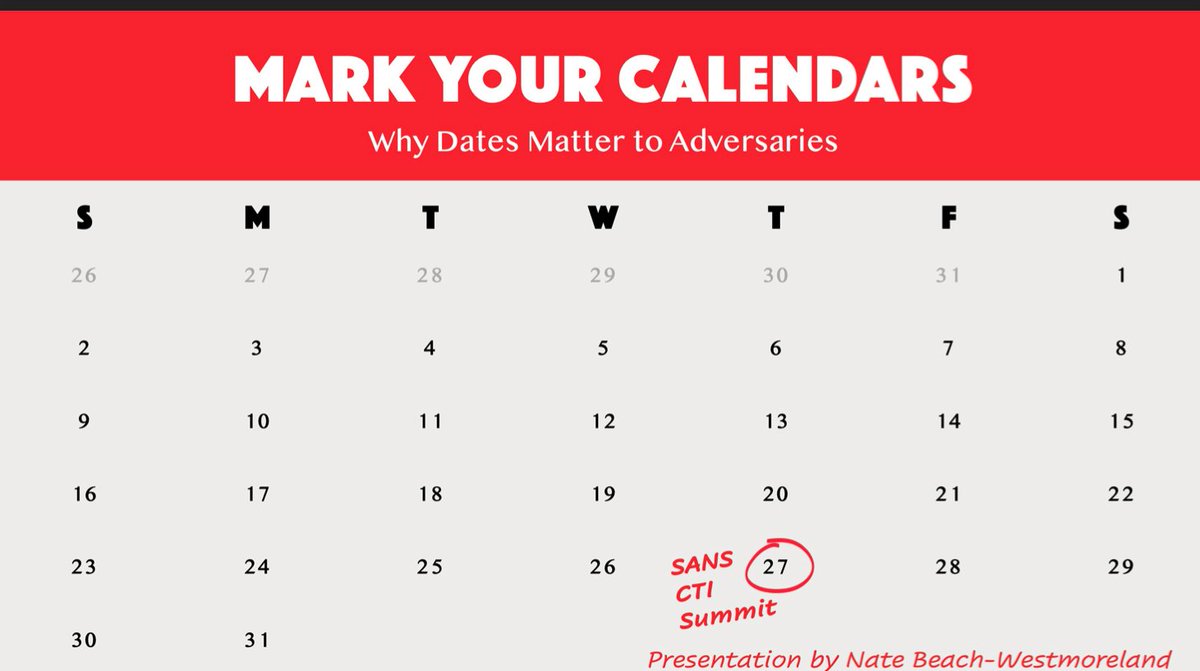 MARK YOUR CALENDARS
Why Dates Matter to Adversaries
S M T W T F S
26 27 28 29 30 31 1
2 3 4 5 6 7 8
9 10 11 12 13 14 15
16 17 18 19 20 21 22
23 24 25 26 27 28 29
SANS
CTI
Summit
30 31
Presentation by Nate Beach-Westmoreland